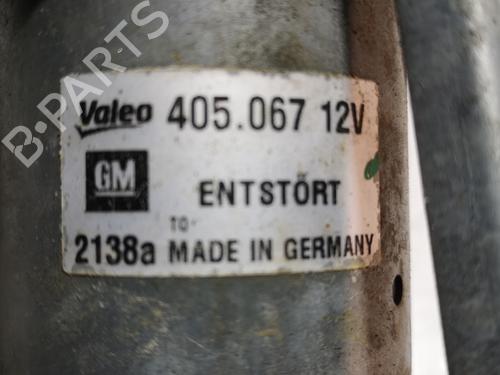 B-PARTS
Valeo 405.067 12V
GM ENTSTÖRT
TO
2138a MADE IN GERMANY